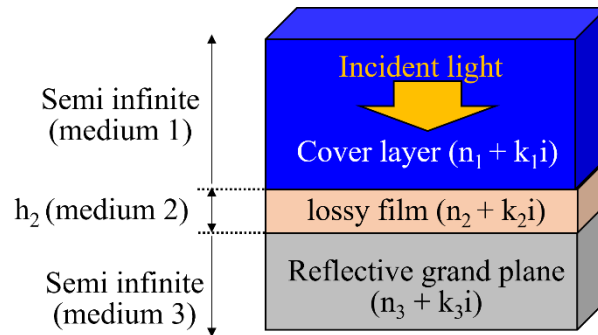 Incident light
Semi infinite
(medium 1)
Cover layer (n₁ + k₁i)
h₂ (medium 2)
lossy film (n₂ + k₂i)
Semi infinite
(medium 3)
Reflective grand plane
(n₃ + k₃i)